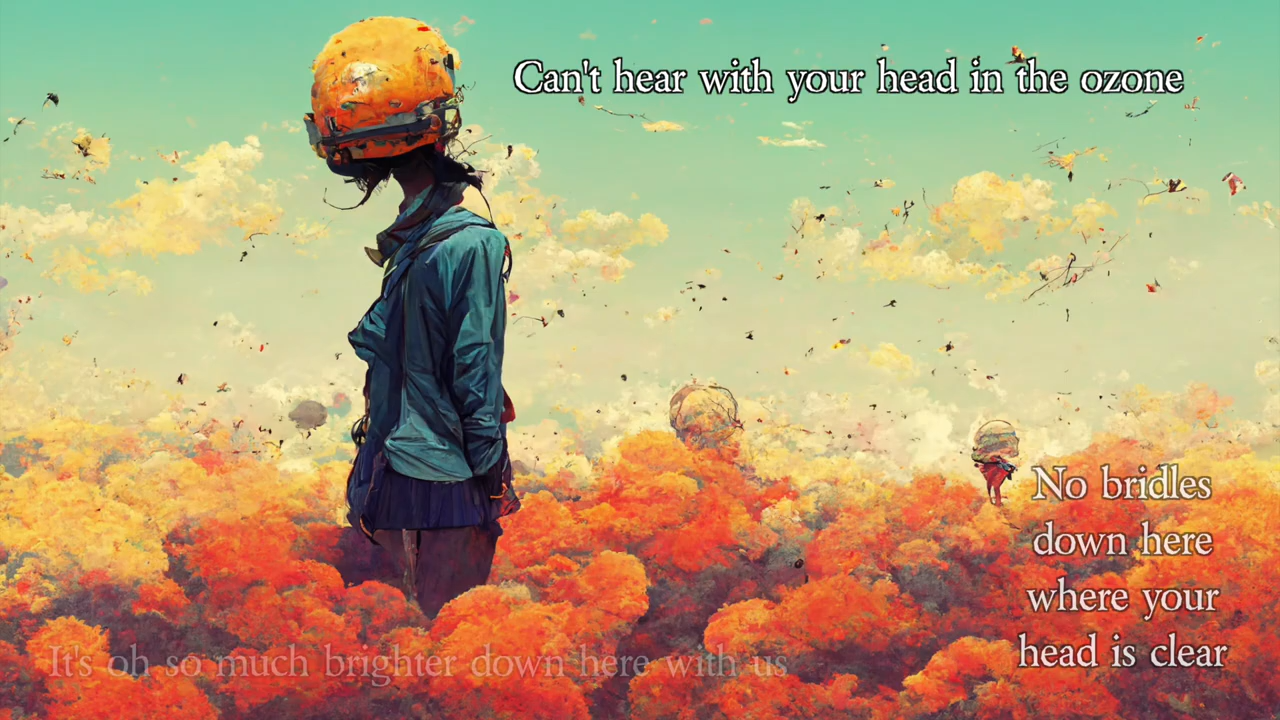 Can't hear with your head in the ozone
No bridles
down here
where your
head is clear
It's oh so much brighter down here with us